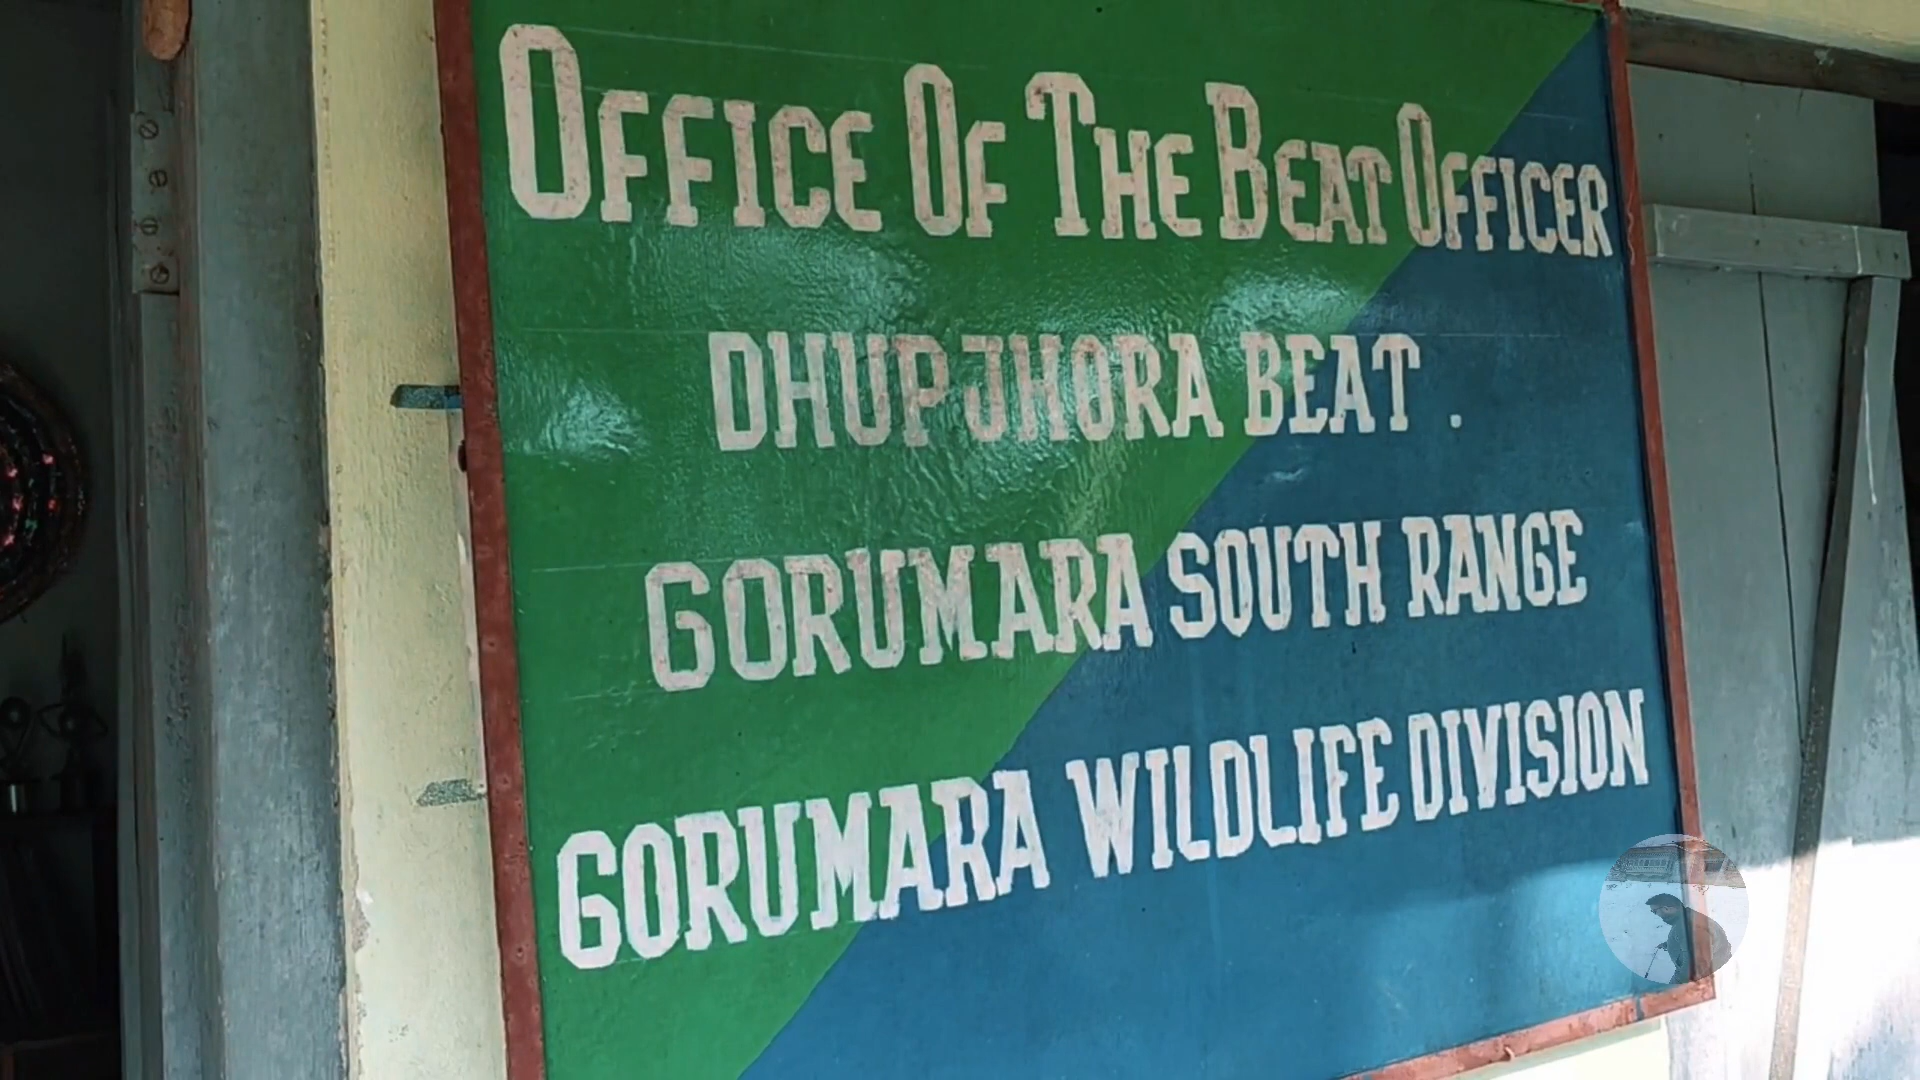 OFFICE OF THE BEAT OFFICER
DHUPJHORA BEAT .
GORUMARA SOUTH RANGE
GORUMARA WILDLIFE DIVISION